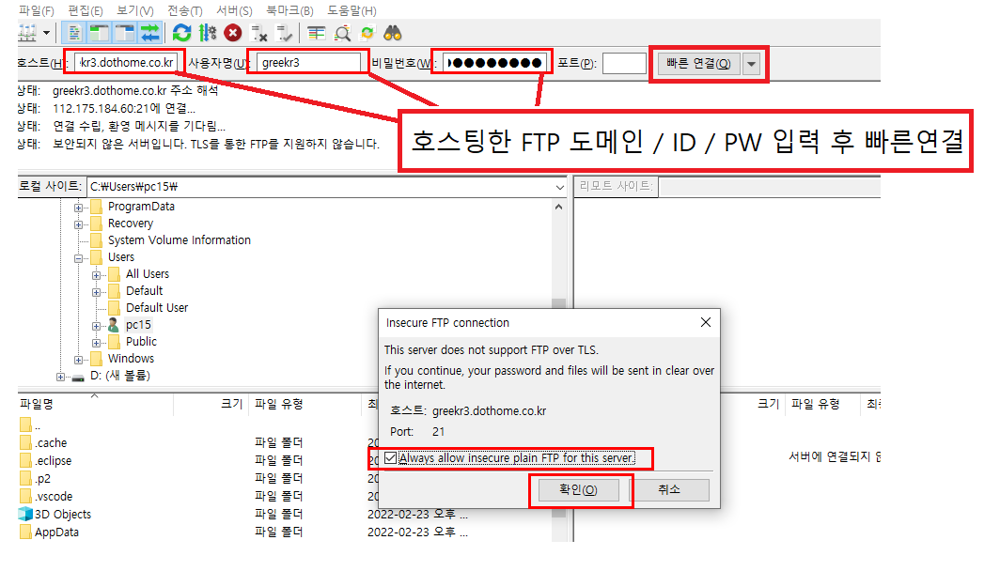 파일(F) 편집(E) 보기(V) 전송(T) 서버(S) 북마크(B) 도움말(H)
호스트(H): kr3.dothome.co.kr 사용자명(U): greekr3 비밀번호(W): ●●●●●●●●● 포트(P): 빠른 연결(Q)
상태: greekr3.dothome.co.kr 주소 해석
상태: 112.175.184.60:21에 연결...
상태: 연결 수립, 환영 메시지를 기다림...
상태: 보안되지 않은 서버입니다. TLS를 통한 FTP를 지원하지 않습니다.
호스팅한 FTP 도메인 / ID / PW 입력 후 빠른연결
로컬 사이트: C:₩Users₩pc15₩
리모트 사이트:
ProgramData
Recovery
System Volume Information
Users
All Users
Default
Default User
pc15
Public
Windows
D: (새 볼륨)
Insecure FTP connection
This server does not support FTP over TLS.
If you continue, your password and files will be sent in clear over
the internet.
호스트: greekr3.dothome.co.kr
Port: 21
Always allow insecure plain FTP for this server.
확인(O) 취소
파일명 크기 파일 유형
..
.cache 파일 폴더
.eclipse 파일 폴더
.p2 파일 폴더
.vscode 파일 폴더
3D Objects 파일 폴더 2022-02-23 오후 ...
AppData 파일 폴더 2022-02-23 오후 ...
크기 파일 유형
서버에 연결되지